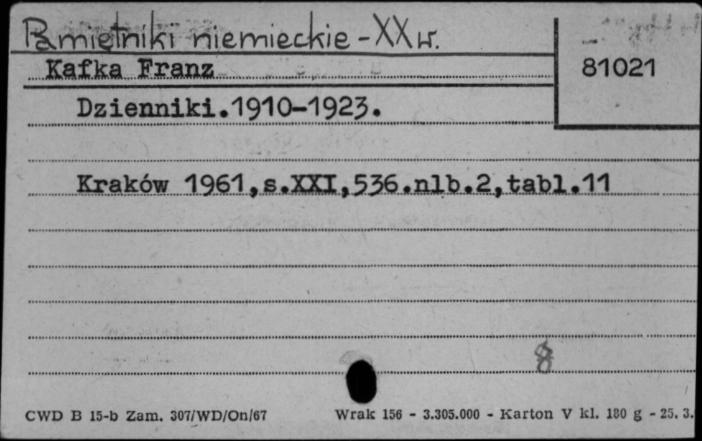 Pamiętniki niemieckie - XX w.
Kafka Franz
81021
Dzienniki.1910-1923.
Kraków 1961,s.XXI,536.nlb.2,tabl.11
8
CWD B 15-b Zam. 307/WD/On/67 Wrak 156 - 3.305.000 - Karton V kl. 180 g - 25. 3.